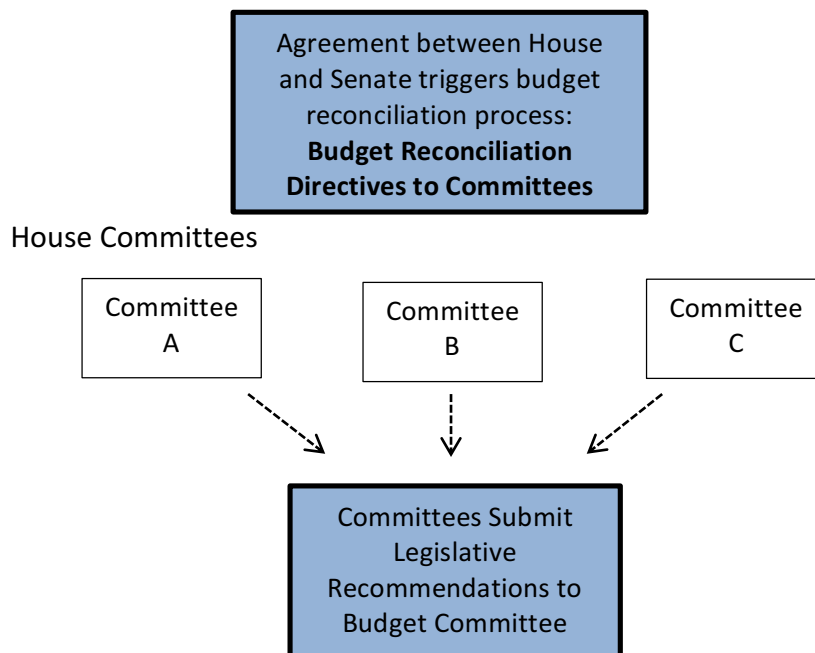 Agreement between House
and Senate triggers budget
reconciliation process:
Budget Reconciliation
Directives to Committees
House Committees
Committee
A
Committee
B
Committee
C
Committees Submit
Legislative
Recommendations to
Budget Committee